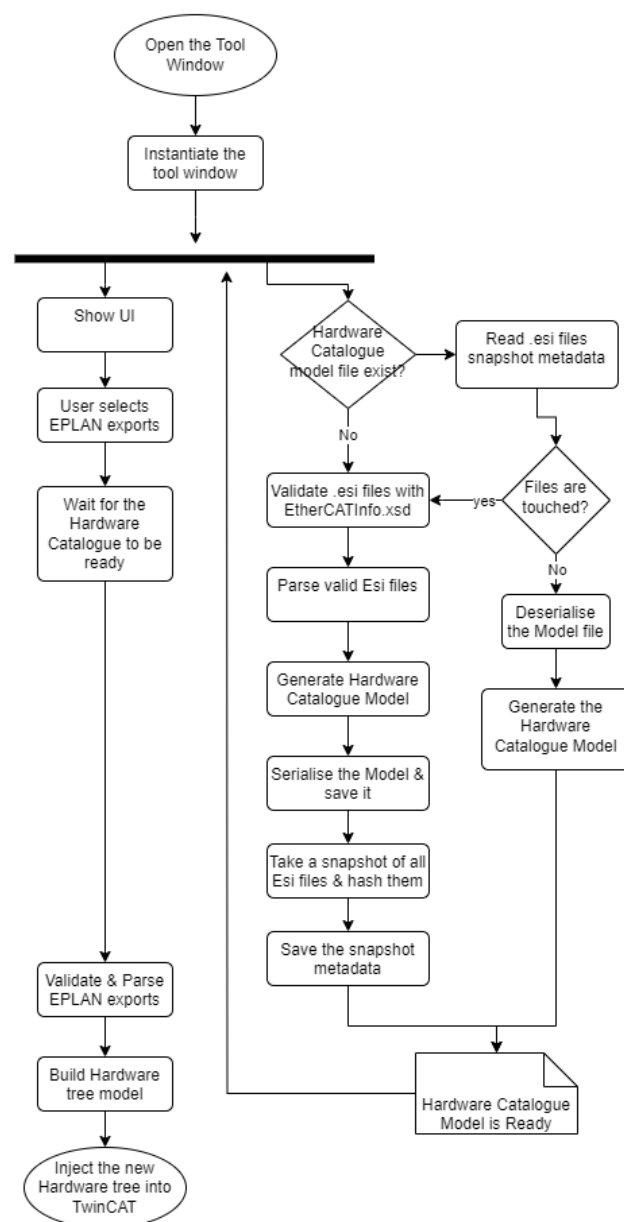 Open the Tool
Window
Instantiate the
tool window
Show UI
User selects
EPLAN exports
Wait for the
Hardware
Catalogue to be
ready
Validate & Parse
EPLAN exports
Build Hardware
tree model
Inject the new
Hardware tree into
TwinCAT
Hardware
Catalogue
model file exist?
No
Read .esi files
snapshot metadata
Files are
touched?
yes
No
Validate .esi files with
EtherCATInfo.xsd
Parse valid Esi files
Generate Hardware
Catalogue Model
Serialise the Model &
save it
Take a snapshot of all
Esi files & hash them
Save the snapshot
metadata
Deserialise
the Model file
Generate the
Hardware
Catalogue Model
Hardware Catalogue
Model is Ready